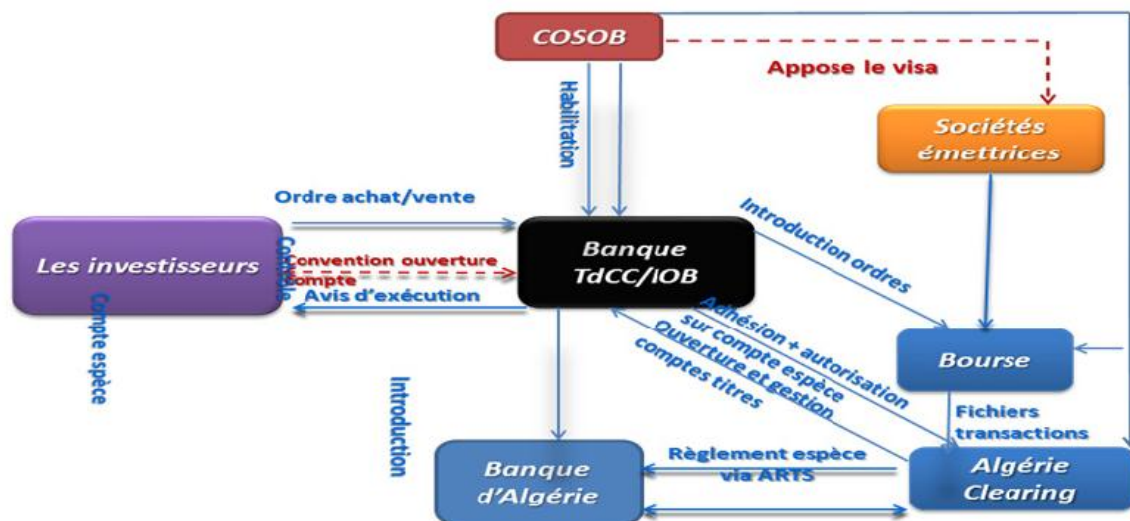 COSOB
Appose le visa
Habilitation
Sociétés
émettrices
Ordre achat/vente
Les investisseurs
Contrôle
Convention ouverture
compte
Avis d'exécution
Banque
TdCC/IOB
Introduction ordres
Compte espèce
Adhésion + autorisation
sur compte espèce
Ouverture et gestion
comptes titres
Bourse
Introduction
Fichiers
transactions
Banque
d'Algérie
Règlement espèce
via ARTS
Algérie
Clearing